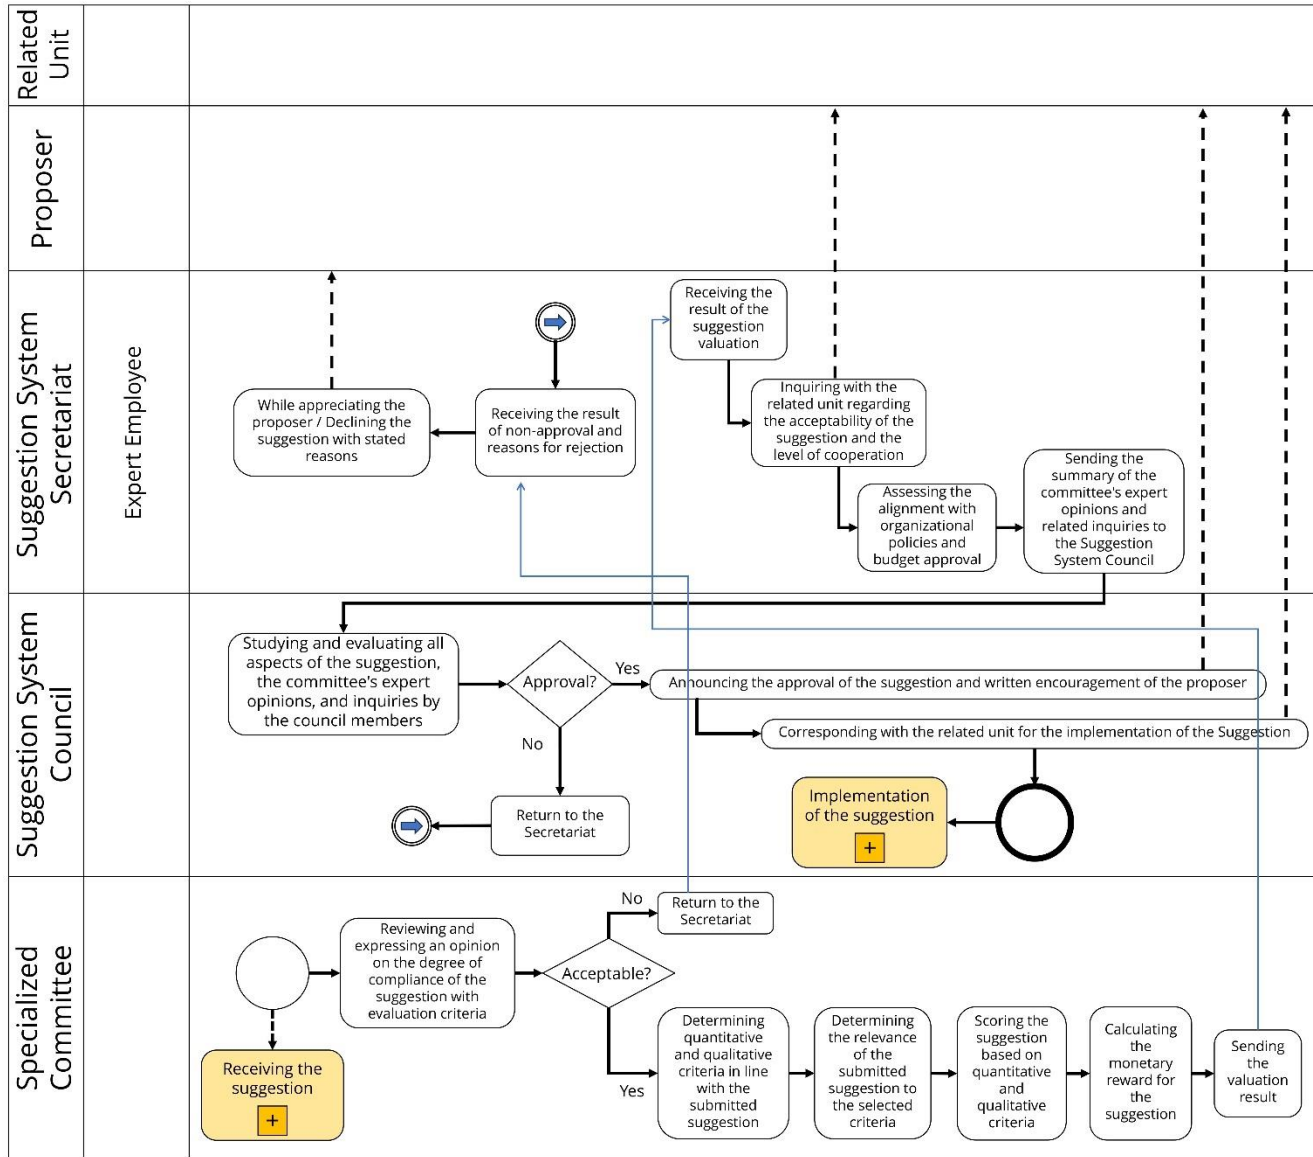 Related
Unit
Proposer
Suggestion System
Secretariat
Expert Employee
Receiving the
result of the
suggestion
valuation
While appreciating the
proposer / Declining the
suggestion with stated
reasons
Receiving the result
of non-approval and
reasons for rejection
Inquiring with the
related unit regarding
the acceptability of the
suggestion and the
level of cooperation
Assessing the
alignment with
organizational
policies and
budget approval
Sending the
summary of the
committee's expert
opinions and
related inquiries to
the Suggestion
System Council
Suggestion System
Council
Studying and evaluating all
aspects of the suggestion,
the committee's expert
opinions, and inquiries by
the council members
Approval?
Yes
Announcing the approval of the suggestion and written encouragement of the proposer
No
Corresponding with the related unit for the implementation of the Suggestion
Return to the
Secretariat
Implementation
of the suggestion
+
Specialized
Committee
Receiving the
suggestion
+
Reviewing and
expressing an opinion
on the degree of
compliance of the
suggestion with
evaluation criteria
Acceptable?
No
Return to the
Secretariat
Yes
Determining
quantitative
and qualitative
criteria in line
with the
submitted
suggestion
Determining
the relevance
of the
submitted
suggestion to
the selected
criteria
Scoring the
suggestion
based on
quantitative
and
qualitative
criteria
Calculating
the
monetary
reward for
the
suggestion
Sending
the
valuation
result